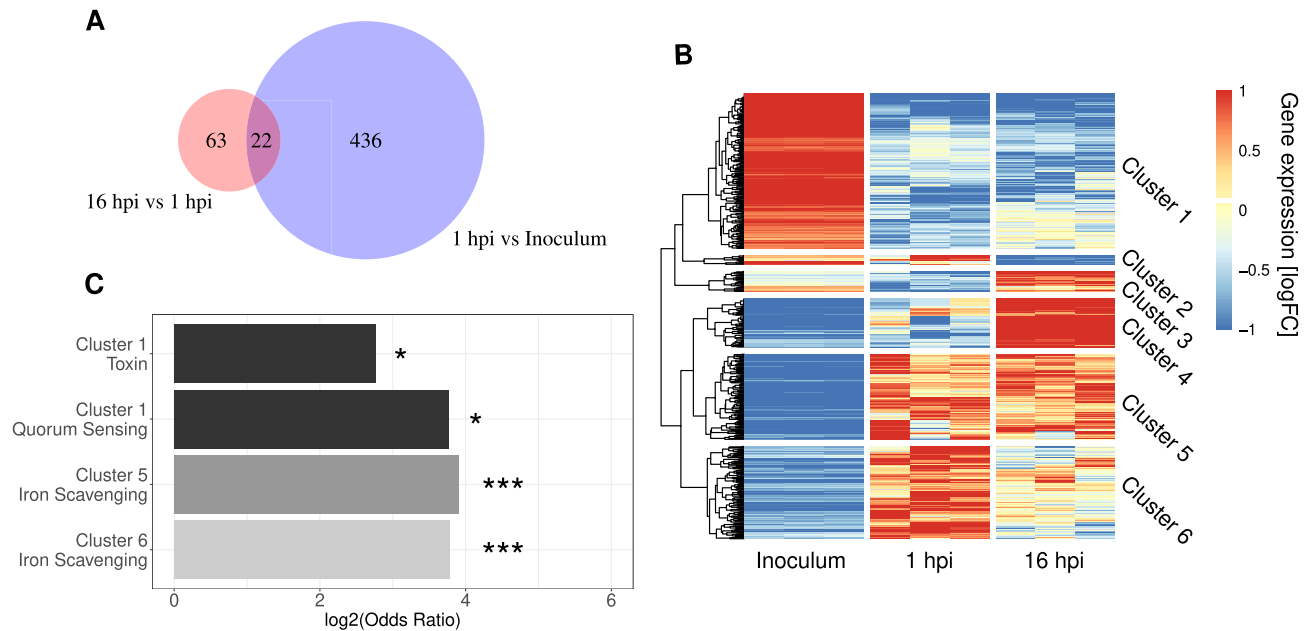 A
63
22
436
16 hpi vs 1 hpi
1 hpi vs Inoculum
B
Cluster 1
Cluster 2
Cluster 3
Cluster 4
Cluster 5
Cluster 6
Inoculum
1 hpi
16 hpi
1
0.5
0
−0.5
−1
Gene expression [logFC]
C
Cluster 1
Toxin
*
Cluster 1
Quorum Sensing
*
Cluster 5
Iron Scavenging
***
Cluster 6
Iron Scavenging
***
0
2
4
6
log2(Odds Ratio)